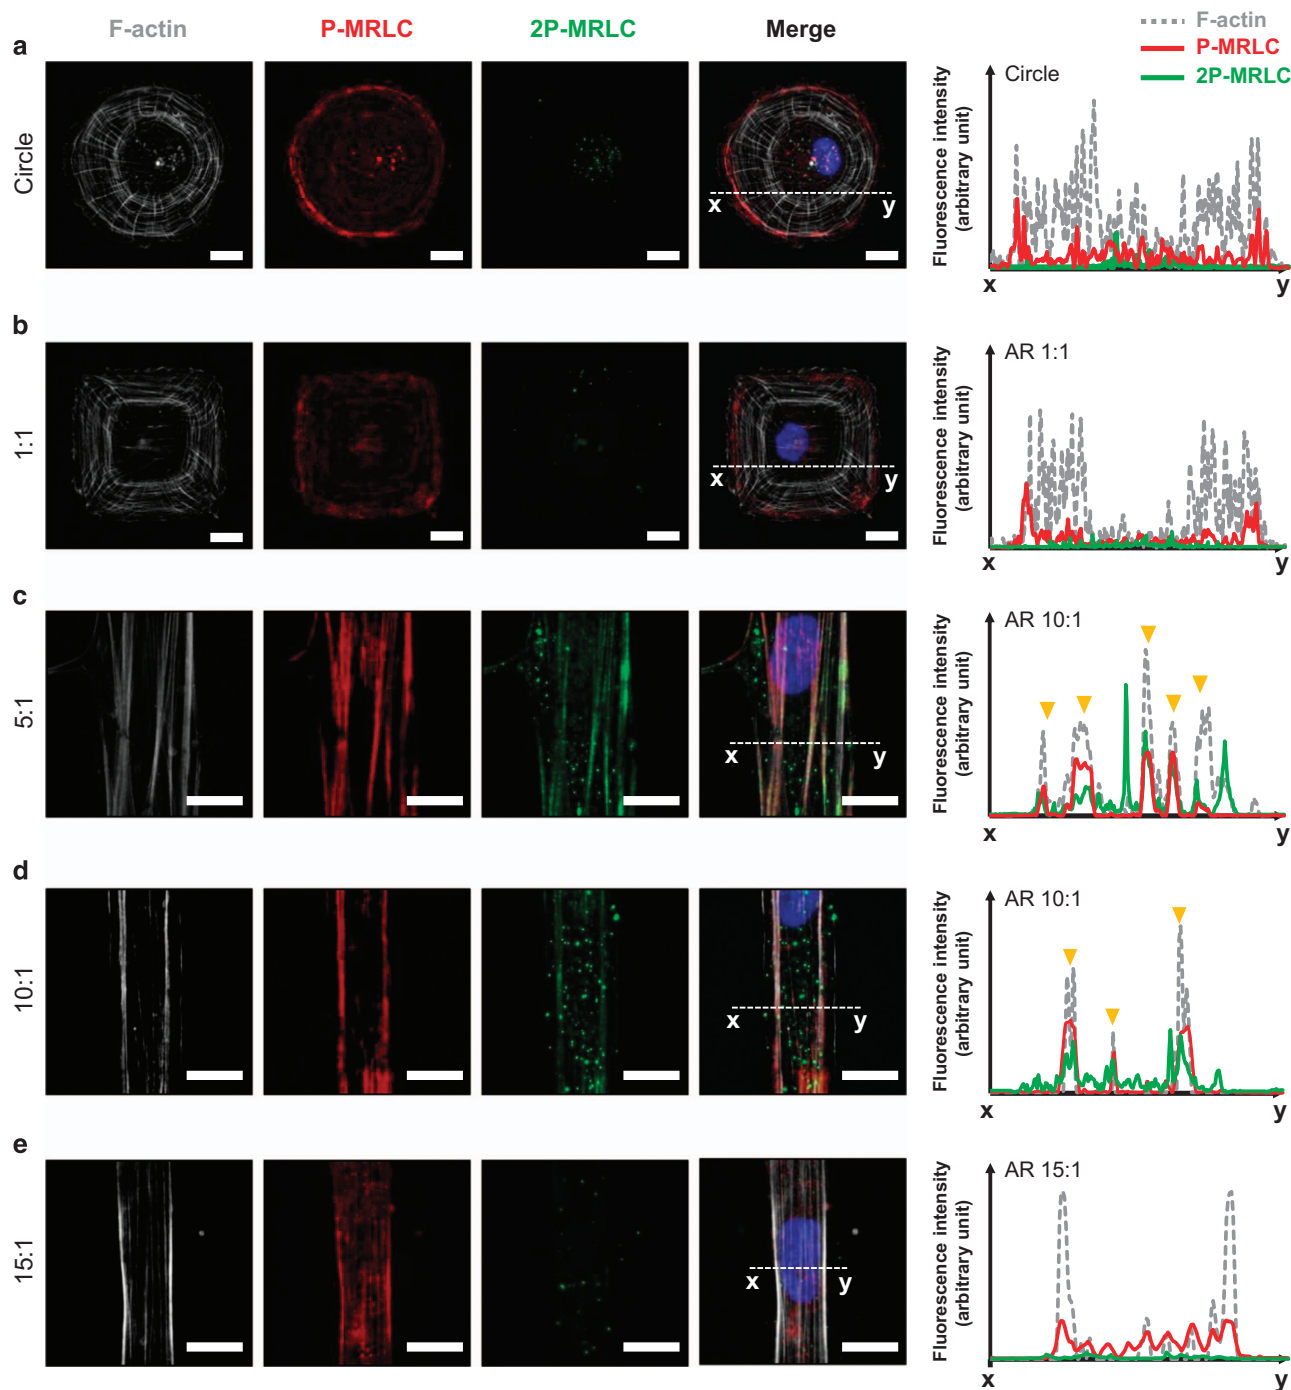 F-actin P-MRLC 2P-MRLC Merge
F-actin
P-MRLC
2P-MRLC
a
Circle
x y
Fluorescence intensity
(arbitrary unit)
Circle
x y
b
1:1
x y
Fluorescence intensity
(arbitrary unit)
AR 1:1
x y
c
5:1
x y
Fluorescence intensity
(arbitrary unit)
AR 10:1
x y
d
10:1
x y
Fluorescence intensity
(arbitrary unit)
AR 10:1
x y
e
15:1
x y
Fluorescence intensity
(arbitrary unit)
AR 15:1
x y